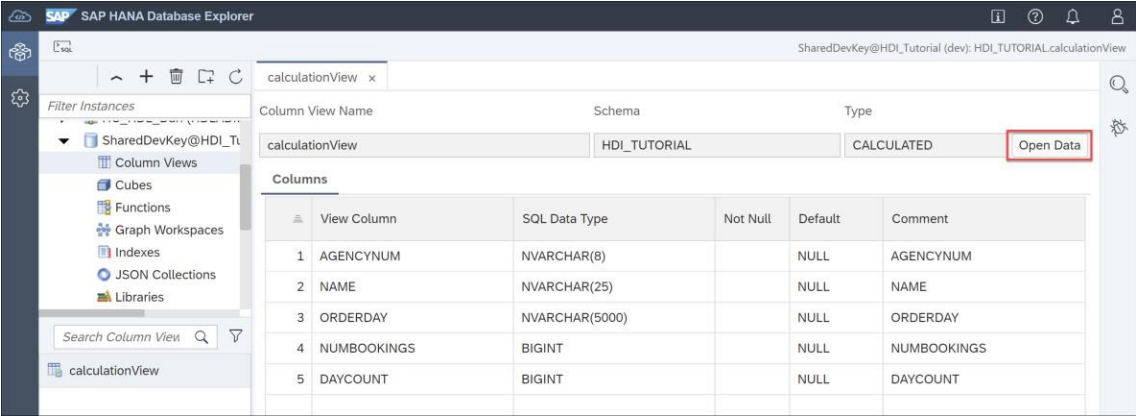 SAP SAP HANA Database Explorer
SQL
SharedDevKey@HDI_Tutorial (dev): HDI_TUTORIAL.calculationView
calculationView ×
Filter Instances
SharedDevKey@HDI_Tu
Column Views
Cubes
Functions
Graph Workspaces
Indexes
JSON Collections
Libraries
Search Column View
calculationView
Column View Name Schema Type
calculationView HDI_TUTORIAL CALCULATED Open Data
Columns
View Column SQL Data Type Not Null Default Comment
1 AGENCYNUM NVARCHAR(8) NULL AGENCYNUM
2 NAME NVARCHAR(25) NULL NAME
3 ORDERDAY NVARCHAR(5000) NULL ORDERDAY
4 NUMBOOKINGS BIGINT NULL NUMBOOKINGS
5 DAYCOUNT BIGINT NULL DAYCOUNT